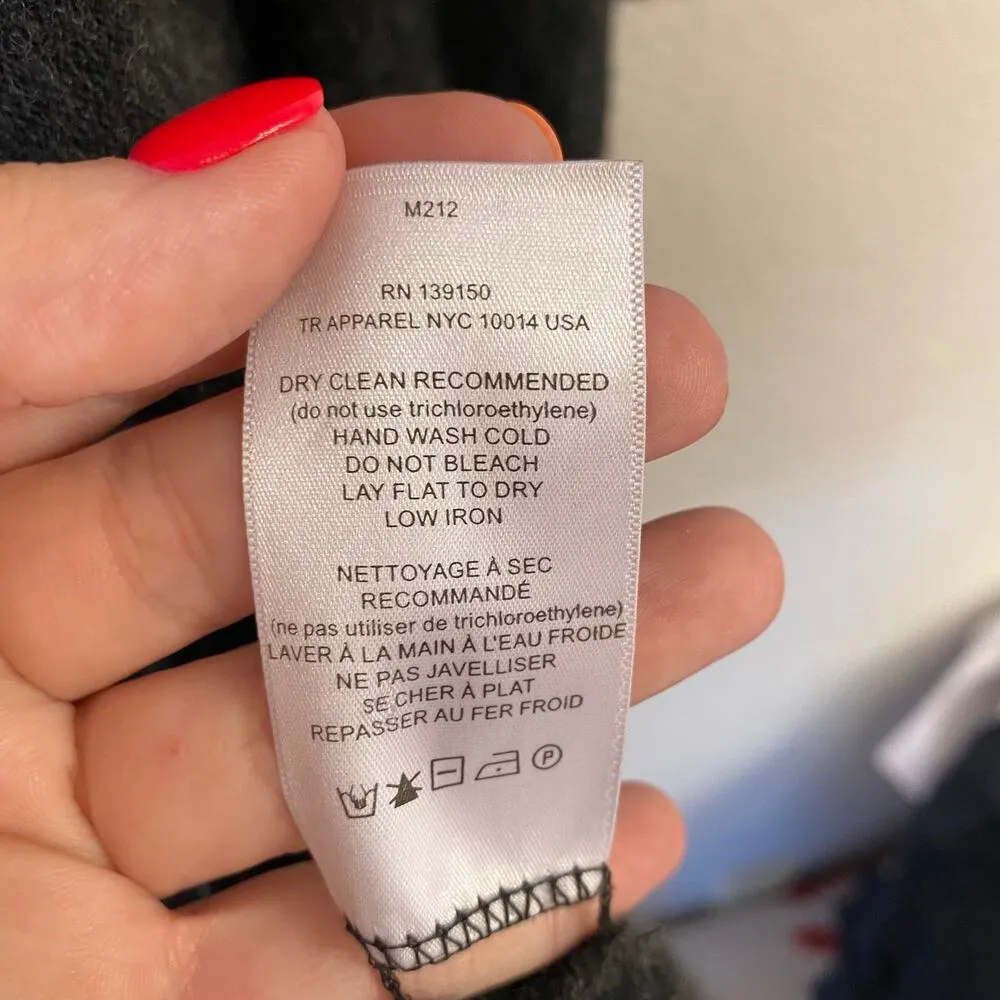 M212
RN 139150
TR APPAREL NYC 10014 USA
DRY CLEAN RECOMMENDED
(do not use trichloroethylene)
HAND WASH COLD
DO NOT BLEACH
LAY FLAT TO DRY
LOW IRON
NETTOYAGE À SEC
RECOMMANDÉ
(ne pas utiliser de trichloroethylene)
LAVER À LA MAIN À L'EAU FROIDE
NE PAS JAVELLISER
SE CHER À PLAT
REPASSER AU FER FROID
P